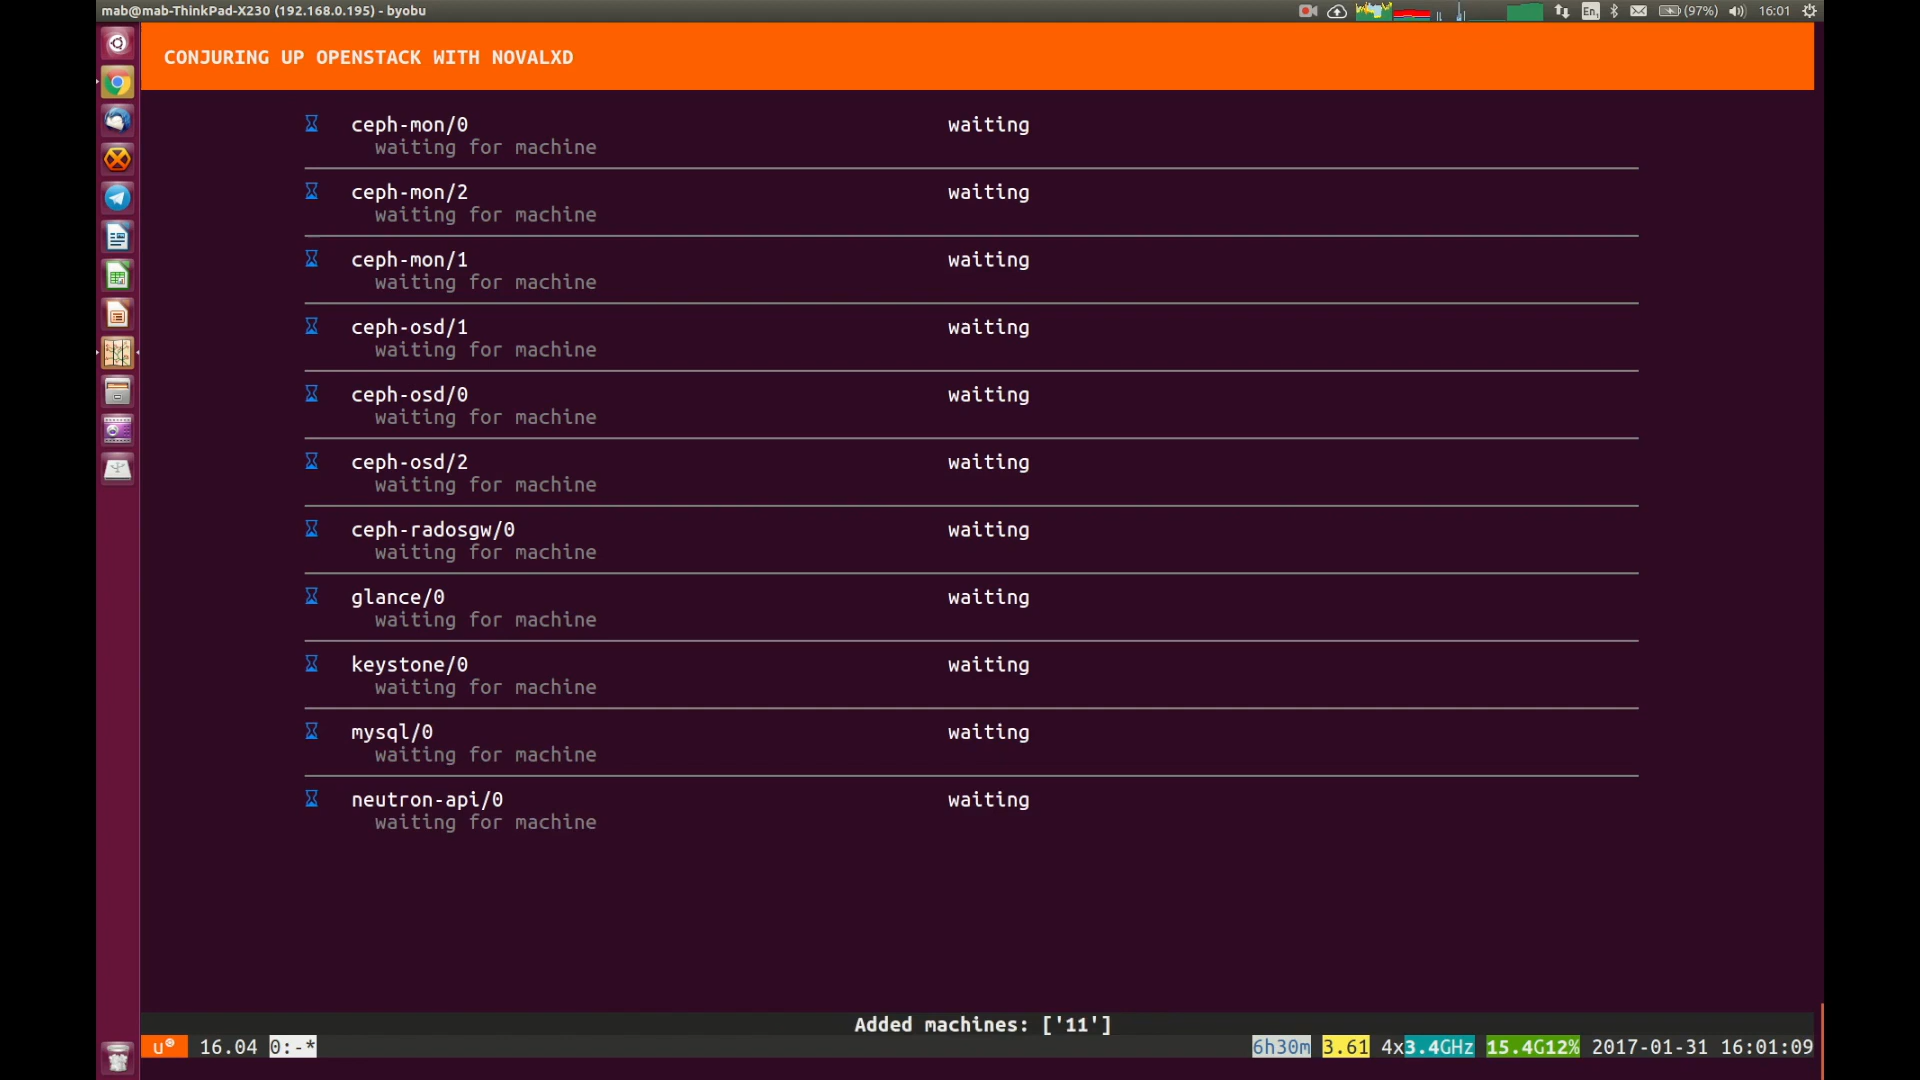 mab@mab-ThinkPad-X230 (192.168.0.195) - byobu
En (97%) 16:01
CONJURING UP OPENSTACK WITH NOVALXD
ceph-mon/0 waiting
waiting for machine
ceph-mon/2 waiting
waiting for machine
ceph-mon/1 waiting
waiting for machine
ceph-osd/1 waiting
waiting for machine
ceph-osd/0 waiting
waiting for machine
ceph-osd/2 waiting
waiting for machine
ceph-radosgw/0 waiting
waiting for machine
glance/0 waiting
waiting for machine
keystone/0 waiting
waiting for machine
mysql/0 waiting
waiting for machine
neutron-api/0 waiting
waiting for machine
Added machines: ['11']
u® 16.04 0:-* 6h30m 3.61 4x3.4GHz 15.4G12% 2017-01-31 16:01:09